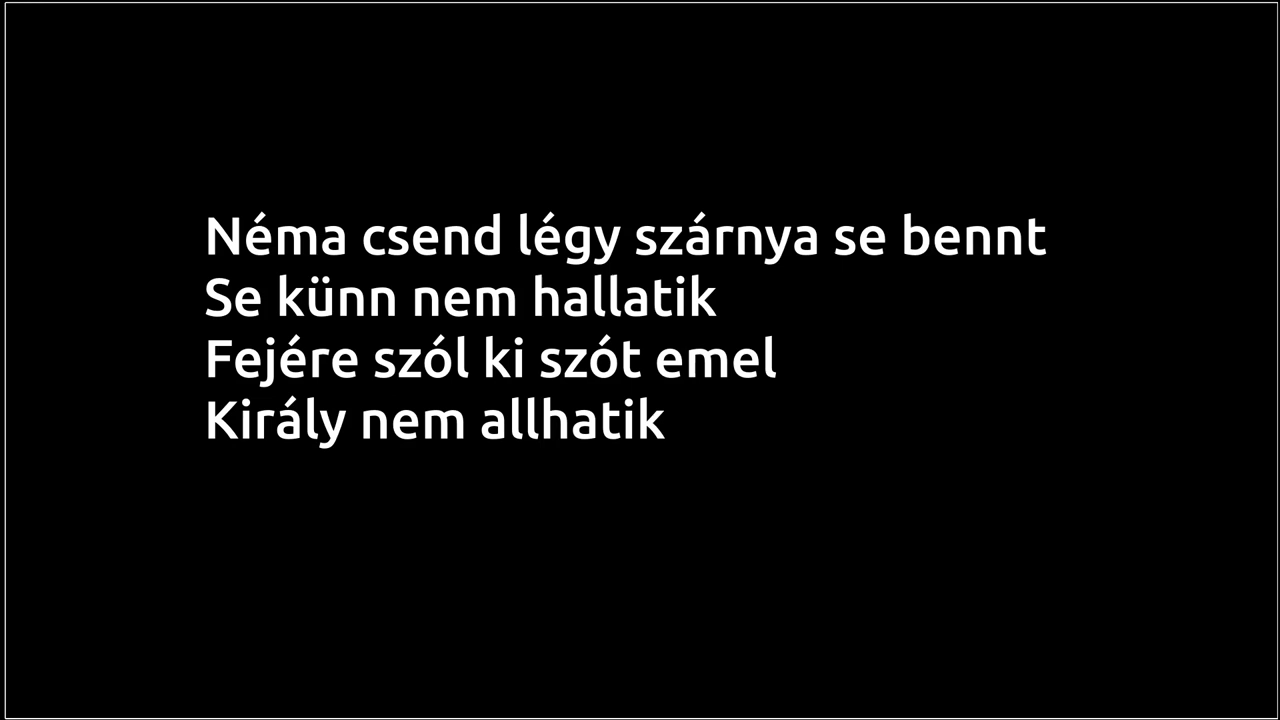 Néma csend légy szárnya se bennt
Se künn nem hallatik
Fejére szól ki szót emel
Király nem allhatik